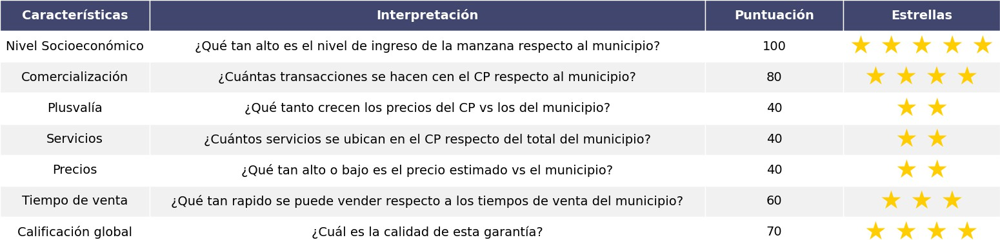 Características Interpretación Puntuación Estrellas
Nivel Socioeconómico ¿Qué tan alto es el nivel de ingreso de la manzana respecto al municipio? 100 ★ ★ ★ ★ ★
Comercialización ¿Cuántas transacciones se hacen cen el CP respecto al municipio? 80 ★ ★ ★ ★
Plusvalía ¿Qué tanto crecen los precios del CP vs los del municipio? 40 ★ ★
Servicios ¿Cuántos servicios se ubican en el CP respecto del total del municipio? 40 ★ ★
Precios ¿Qué tan alto o bajo es el precio estimado vs el municipio? 40 ★ ★
Tiempo de venta ¿Qué tan rapido se puede vender respecto a los tiempos de venta del municipio? 60 ★ ★ ★
Calificación global ¿Cuál es la calidad de esta garantía? 70 ★ ★ ★ ★